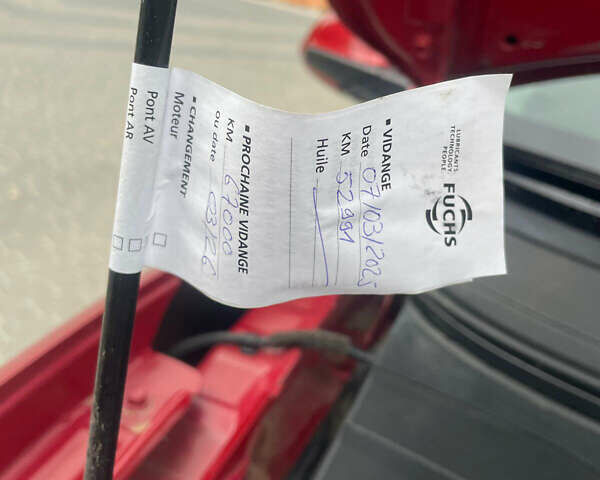 LUBRICANTS.
TECHNOLOGY.
PEOPLE.
FUCHS
▪ VIDANGE
Date 07/03/2025
KM 52991
Huile
▪ PROCHAINE VIDANGE
KM 67000
ou date 03/26
▪ CHANGEMENT
Moteur
Pont AV
Pont AR